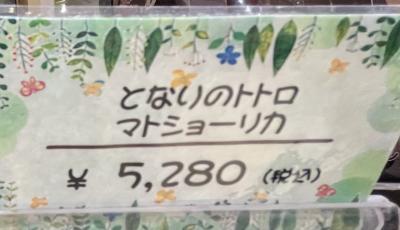 となりのトトロ
マトショーリカ
¥ 5,280 (税込)